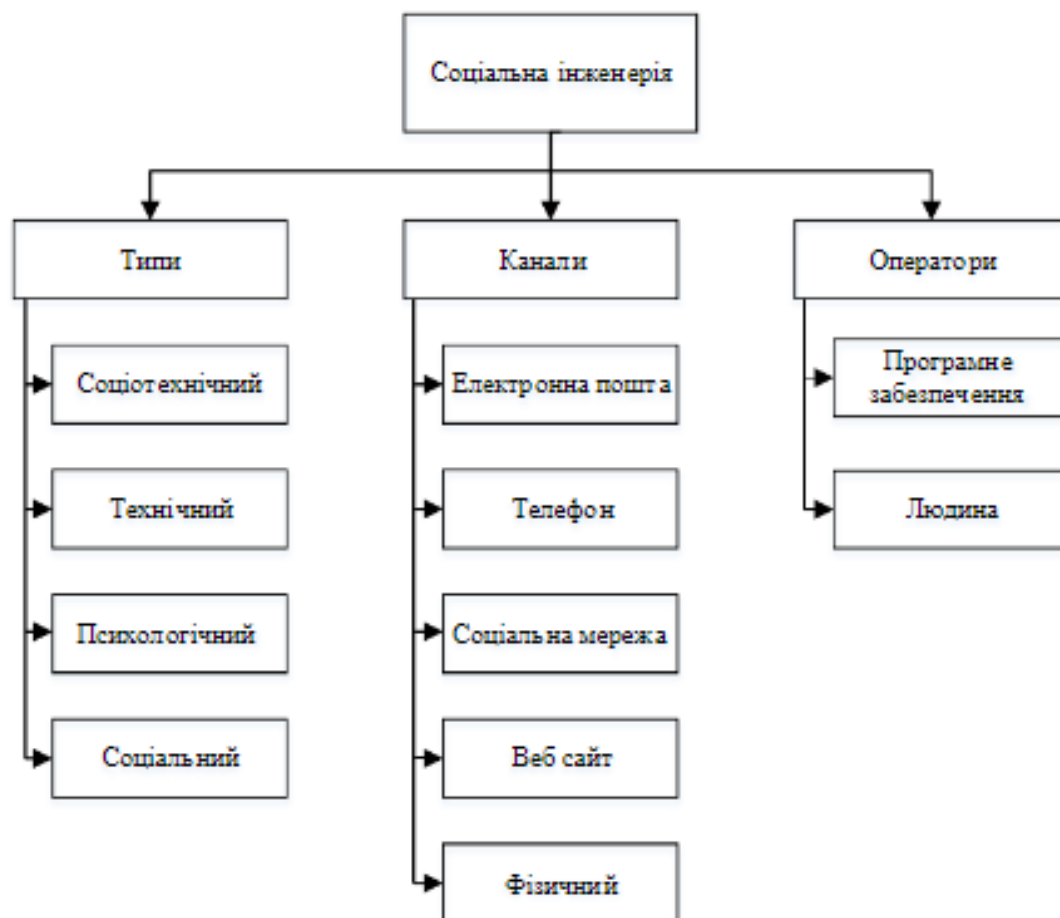 Соціальна інженерія
Типи
Соціотехнічний
Технічний
Психологічний
Соціальний
Канали
Електронна пошта
Телефон
Соціальна мережа
Веб сайт
Фізичний
Оператори
Програмне
забезпечення
Людина